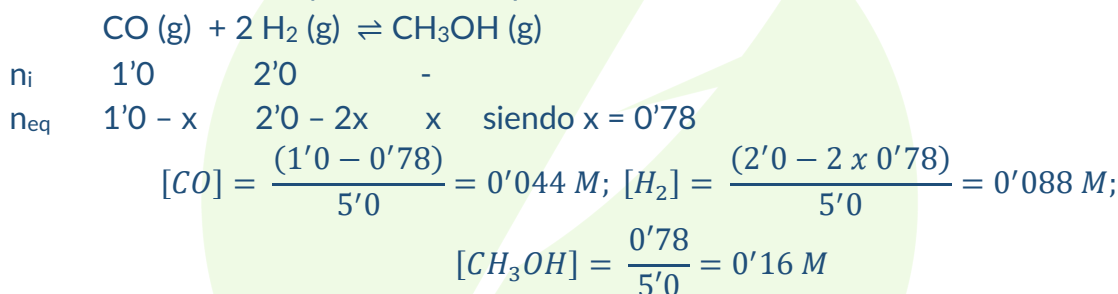 CO (g) + 2 H₂ (g) ⇌ CH₃OH (g)
nᵢ 1’0 2’0 -
n_eq 1’0 – x 2’0 – 2x x siendo x = 0’78
[CO] = (1′0 − 0′78) / 5′0 = 0′044 M; [H₂] = (2′0 − 2 x 0′78) / 5′0 = 0′088 M;
[CH₃OH] = 0′78 / 5′0 = 0′16 M